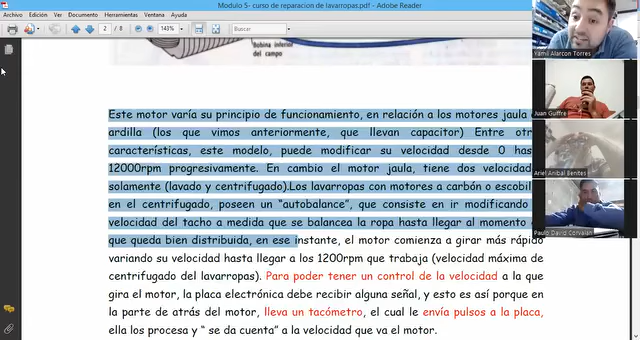 Modulo 5- curso de reparacion de lavarropas.pdf - Adobe Reader
Archivo Edición Ver Documento Herramientas Ventana Ayuda
2 / 8 143% Buscar
Bobina inferior
del campo
Este motor varía su principio de funcionamiento, en relación a los motores jaula
ardilla (los que vimos anteriormente, que llevan capacitor) Entre otr
características, este modelo, puede modificar su velocidad desde 0 has
12000rpm progresivamente. En cambio el motor jaula, tiene dos velocidad
solamente (lavado y centrifugado).Los lavarropas con motores a carbón o escobil
en el centrifugado, poseen un "autobalance", que consiste en ir modificando
velocidad del tacho a medida que se balancea la ropa hasta llegar al momento
que queda bien distribuida, en ese instante, el motor comienza a girar más rápido
variando su velocidad hasta llegar a los 1200rpm que trabaja (velocidad máxima de
centrifugado del lavarropas). Para poder tener un control de la velocidad a la que
gira el motor, la placa electrónica debe recibir alguna señal, y esto es así porque en
la parte de atrás del motor, lleva un tacómetro, el cual le envía pulsos a la placa,
ella los procesa y " se da cuenta" a la velocidad que va el motor.
Yamil Alarcon Torres
Juan Guffre
Ariel Anibal Benites
Paulo David Corvalan